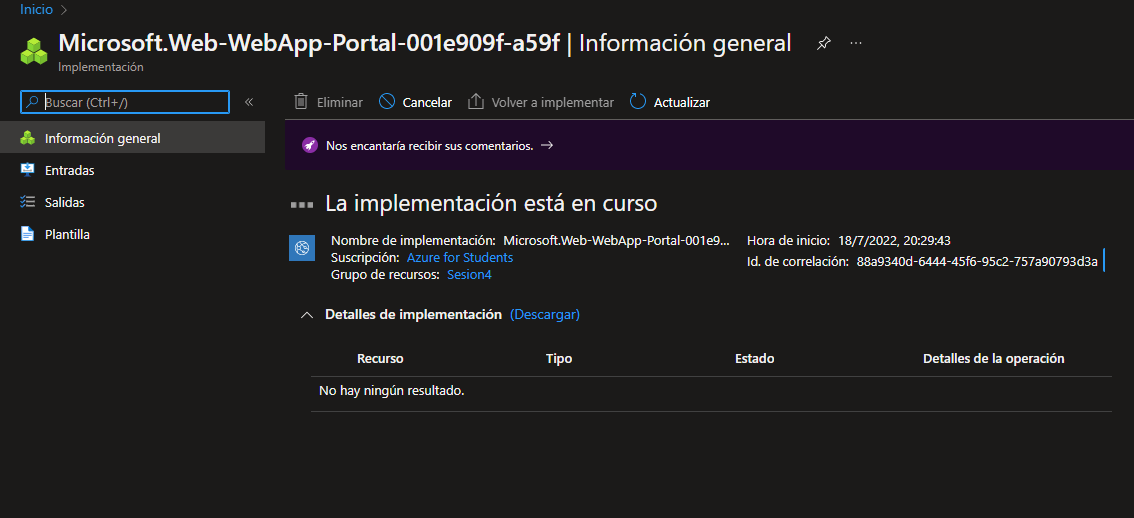 Inicio
Microsoft.Web-WebApp-Portal-001e909f-a59f | Información general
Implementación
Buscar (Ctrl+/)
Eliminar Cancelar Volver a implementar Actualizar
Información general
Entradas
Salidas
Plantilla
Nos encantaría recibir sus comentarios. →
La implementación está en curso
Nombre de implementación: Microsoft.Web-WebApp-Portal-001e9...
Suscripción: Azure for Students
Grupo de recursos: Sesion4
Hora de inicio: 18/7/2022, 20:29:43
Id. de correlación: 88a9340d-6444-45f6-95c2-757a90793d3a
Detalles de implementación (Descargar)
Recurso Tipo Estado Detalles de la operación
No hay ningún resultado.